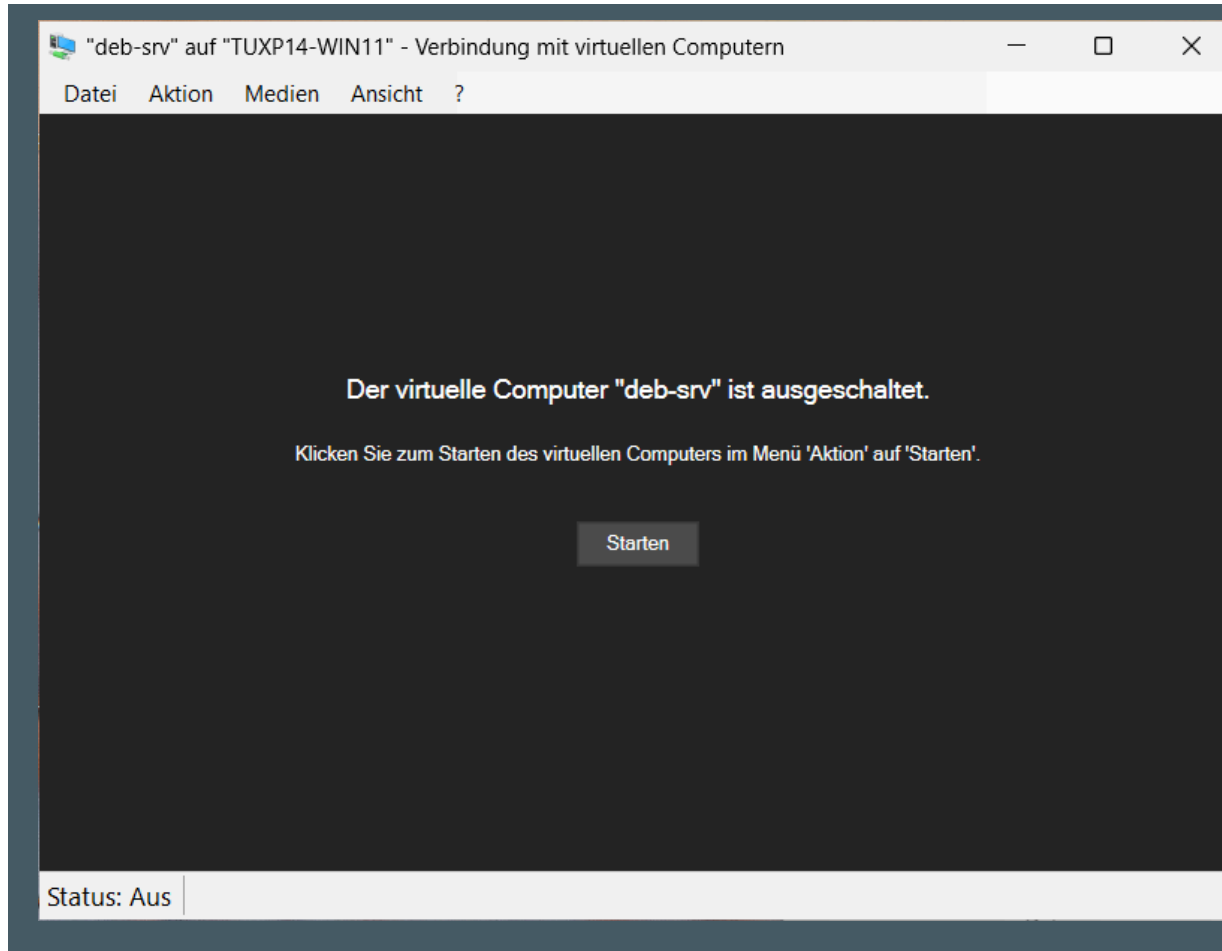 "deb-srv" auf "TUXP14-WIN11" - Verbindung mit virtuellen Computern
Datei Aktion Medien Ansicht ?
Der virtuelle Computer "deb-srv" ist ausgeschaltet.
Klicken Sie zum Starten des virtuellen Computers im Menü 'Aktion' auf 'Starten'.
Starten
Status: Aus